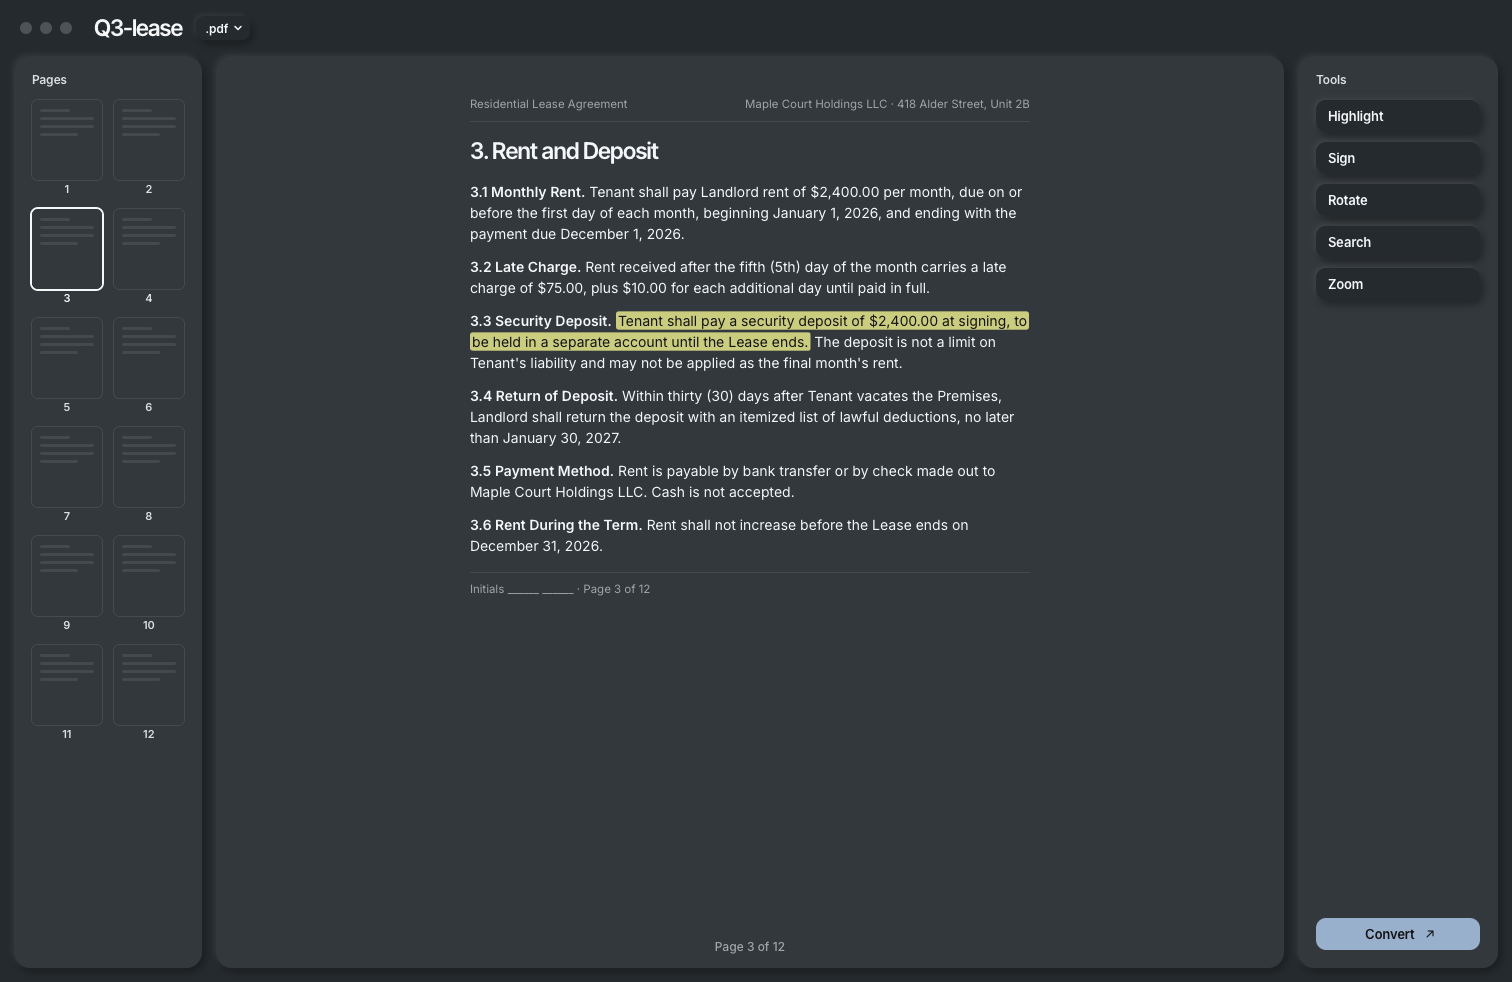 Q3-lease
.pdf
Pages
1
2
3
4
5
6
7
8
9
10
11
12
Residential Lease Agreement
Maple Court Holdings LLC · 418 Alder Street, Unit 2B
3. Rent and Deposit
3.1 Monthly Rent. Tenant shall pay Landlord rent of $2,400.00 per month, due on or
before the first day of each month, beginning January 1, 2026, and ending with the
payment due December 1, 2026.
3.2 Late Charge. Rent received after the fifth (5th) day of the month carries a late
charge of $75.00, plus $10.00 for each additional day until paid in full.
3.3 Security Deposit. Tenant shall pay a security deposit of $2,400.00 at signing, to
be held in a separate account until the Lease ends. The deposit is not a limit on
Tenant's liability and may not be applied as the final month's rent.
3.4 Return of Deposit. Within thirty (30) days after Tenant vacates the Premises,
Landlord shall return the deposit with an itemized list of lawful deductions, no later
than January 30, 2027.
3.5 Payment Method. Rent is payable by bank transfer or by check made out to
Maple Court Holdings LLC. Cash is not accepted.
3.6 Rent During the Term. Rent shall not increase before the Lease ends on
December 31, 2026.
Initials ______ ______ · Page 3 of 12
Page 3 of 12
Tools
Highlight
Sign
Rotate
Search
Zoom
Convert